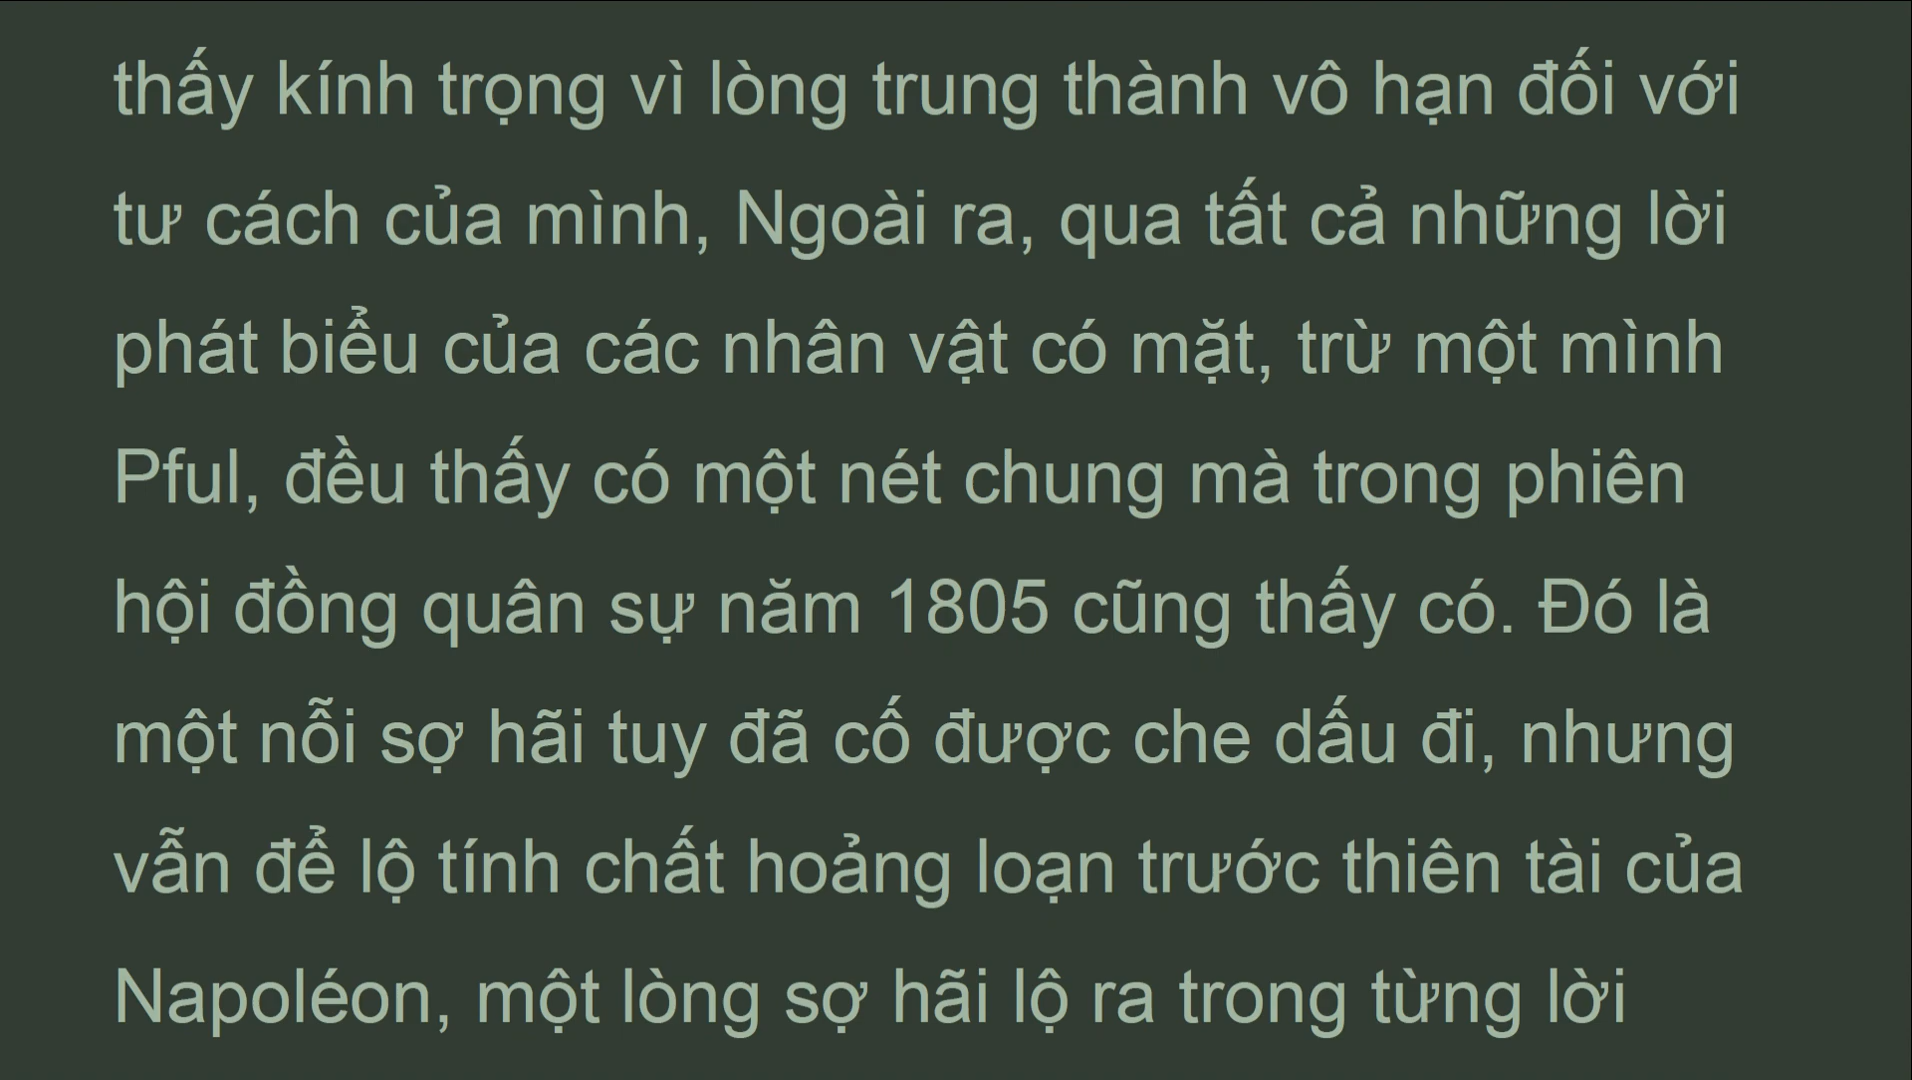 thấy kính trọng vì lòng trung thành vô hạn đối với
tư cách của mình, Ngoài ra, qua tất cả những lời
phát biểu của các nhân vật có mặt, trừ một mình
Pful, đều thấy có một nét chung mà trong phiên
hội đồng quân sự năm 1805 cũng thấy có. Đó là
một nỗi sợ hãi tuy đã cố được che dấu đi, nhưng
vẫn để lộ tính chất hoảng loạn trước thiên tài của
Napoléon, một lòng sợ hãi lộ ra trong từng lời